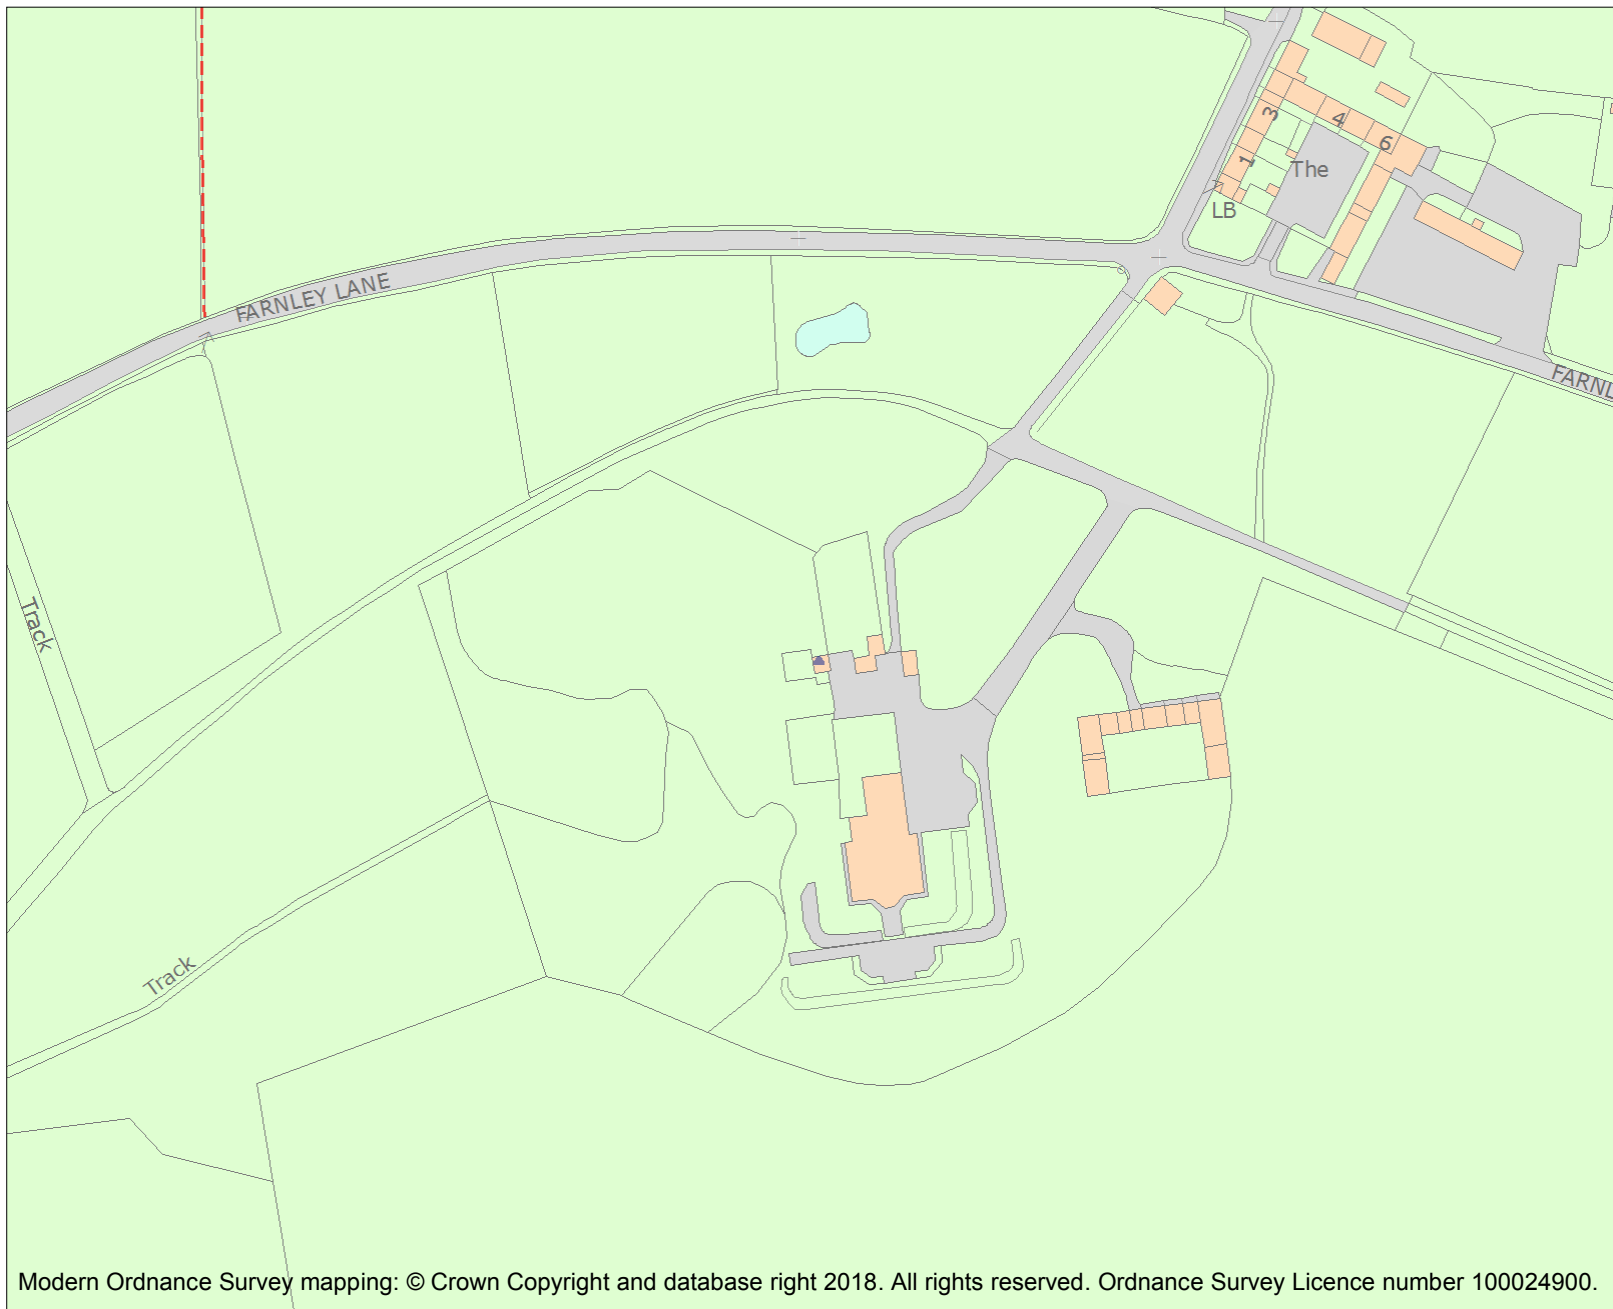 3
4
6
1
The
LB
FARNLEY LANE
FARNL
Track
Track
Modern Ordnance Survey mapping: © Crown Copyright and database right 2018. All rights reserved. Ordnance Survey Licence number 100024900.